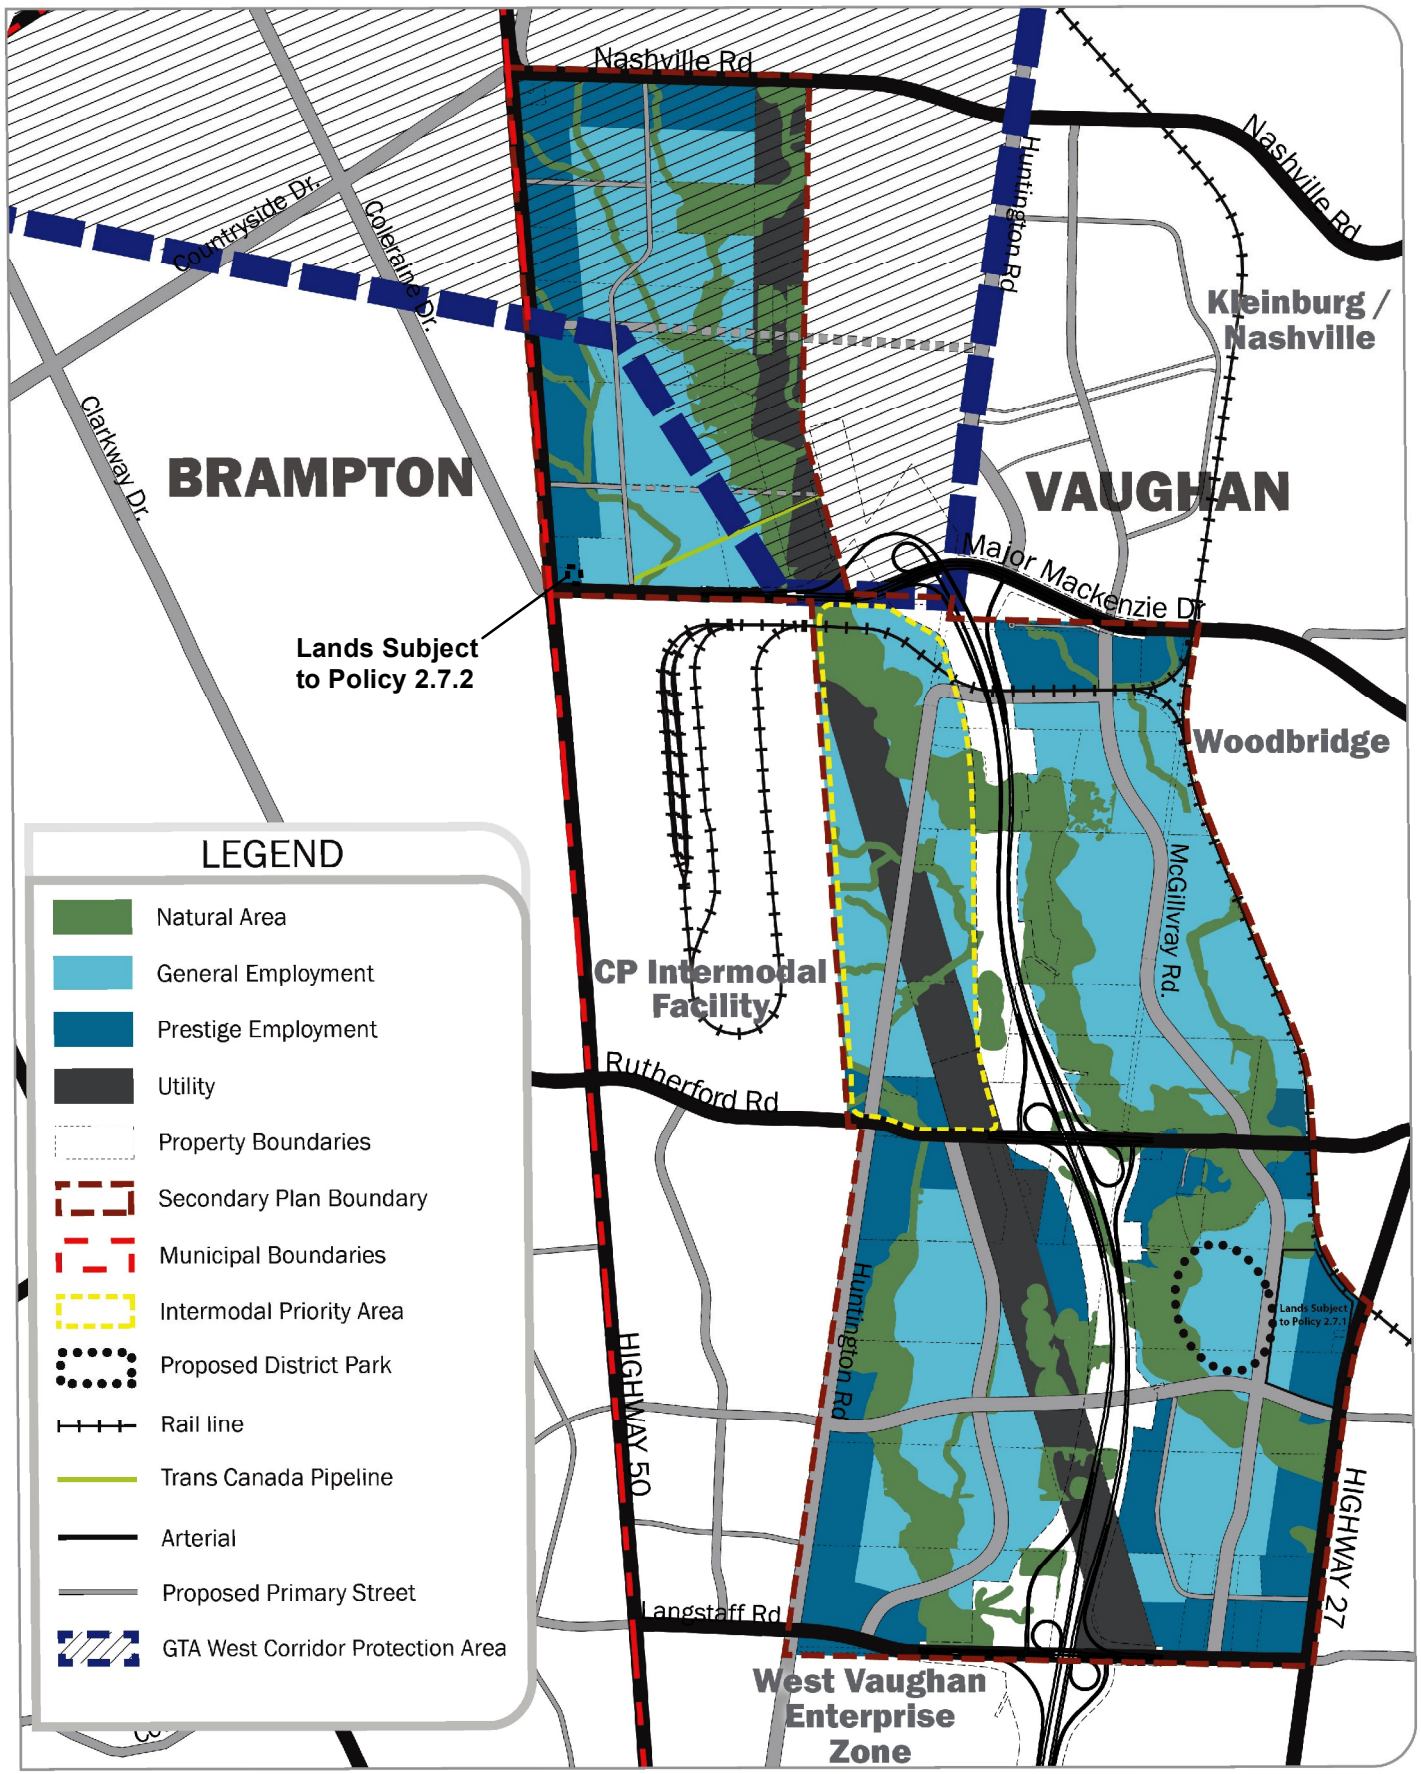 Nashville Rd
Nashville Rd
Huntington Rd
Countryside Dr.
Coleraine Dr.
Kleinburg /
Nashville
Clarkway Dr.
BRAMPTON
VAUGHAN
Major Mackenzie Dr
Lands Subject
to Policy 2.7.2
Woodbridge
McGillvray Rd.
CP Intermodal
Facility
Rutherford Rd
Huntington Rd
Lands Subject
to Policy 2.7.1
HIGHWAY 50
HIGHWAY 27
Langstaff Rd
West Vaughan
Enterprise
Zone
LEGEND
Natural Area
General Employment
Prestige Employment
Utility
Property Boundaries
Secondary Plan Boundary
Municipal Boundaries
Intermodal Priority Area
Proposed District Park
Rail line
Trans Canada Pipeline
Arterial
Proposed Primary Street
GTA West Corridor Protection Area